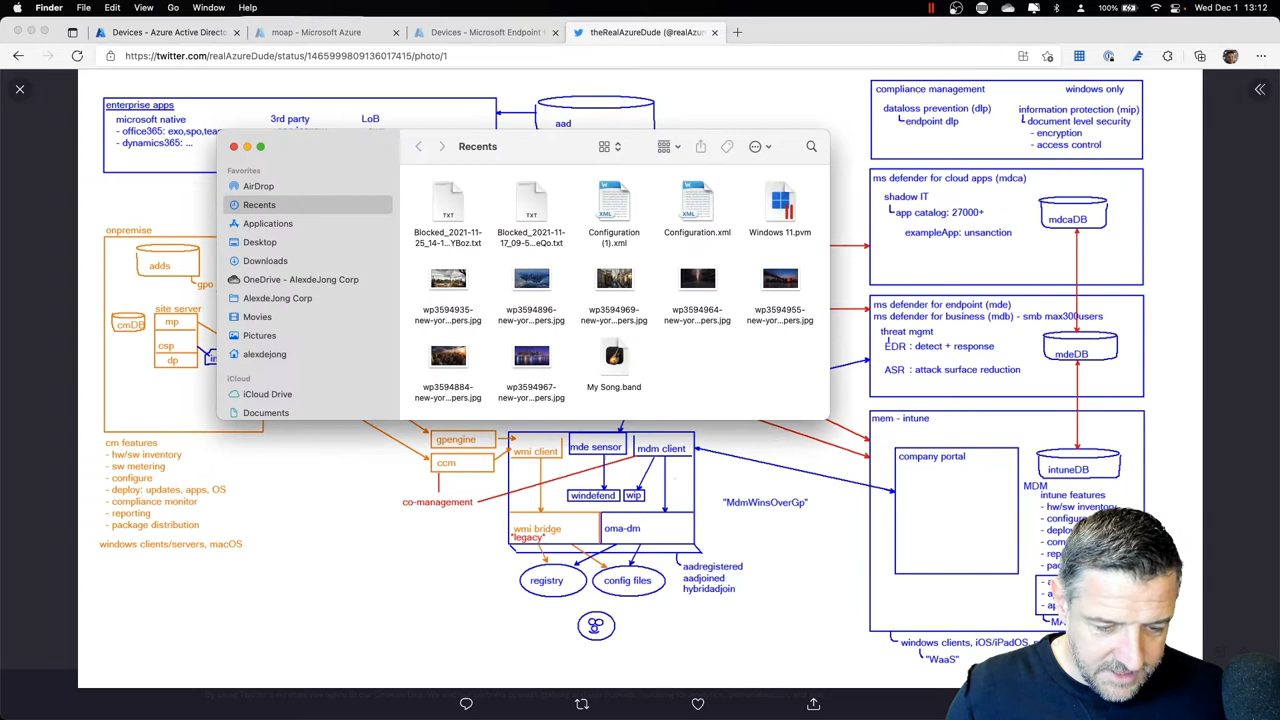 Finder File Edit View Go Window Help
100% Wed Dec 1 13:12
Devices - Azure Active Directo
moap - Microsoft Azure
Devices - Microsoft Endpoint
theRealAzureDude (@realAzur
https://twitter.com/realAzureDude/status/1465999809136017415/photo/1
enterprise apps
microsoft native
- office365: exo,spo,team
- dynamics365: ...
3rd party
LoB
aad
onpremise
adds
gpo
site server
cmDB
mp
csp
dp
cm features
- hw/sw inventory
- sw metering
- configure
- deploy: updates, apps, OS
- compliance monitor
- reporting
- package distribution
windows clients/servers, macOS
Recents
Favorites
AirDrop
Recents
Applications
Desktop
Downloads
OneDrive - AlexdeJong Corp
AlexdeJong Corp
Movies
Pictures
alexdejong
iCloud
iCloud Drive
Documents
TXT
Blocked_2021-11
-25_14-1...YBoz.txt
TXT
Blocked_2021-11
-17_09-5...eQo.txt
XML
Configuration
(1).xml
XML
Configuration.xml
Windows 11.pvm
wp3594935-
new-yor...pers.jpg
wp3594896-
new-yor...pers.jpg
wp3594969-
new-yor...pers.jpg
wp3594964-
new-yor...pers.jpg
wp3594955-
new-yor...pers.jpg
wp3594884-
new-yor...pers.jpg
wp3594967-
new-yor...pers.jpg
My Song.band
gpengine
ccm
co-management
wmi client
mde sensor
mdm client
windefend
wip
wmi bridge
"legacy"
oma-dm
registry
config files
aadregistered
aadjoined
hybridadjoin
"MdmWinsOverGp"
compliance management
windows only
dataloss prevention (dlp)
endpoint dlp
information protection (mip)
document level security
- encryption
- access control
ms defender for cloud apps (mdca)
shadow IT
app catalog: 27000+
exampleApp: unsanction
mdcaDB
ms defender for endpoint (mde)
ms defender for business (mdb) - smb max300users
threat mgmt
EDR : detect + response
ASR : attack surface reduction
mdeDB
mem - intune
company portal
intuneDB
MDM
intune features
- hw/sw inventory
- configu
- deplo
- com
- rep
- pac
windows clients, iOS/iPadOS,
"WaaS"